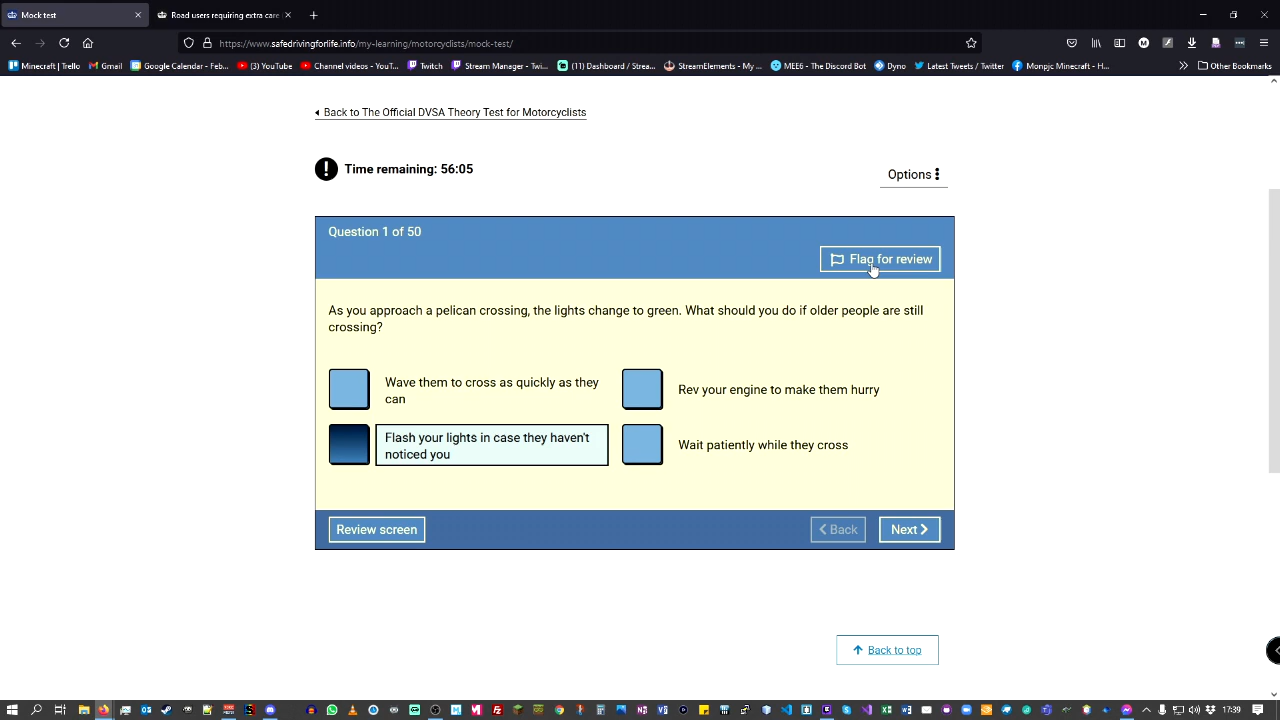 Mock test
Road users requiring extra care
https://www.safedrivingforlife.info/my-learning/motorcyclists/mock-test/
Minecraft | Trello Gmail Google Calendar - Feb... (3) YouTube Channel videos - YouT... Twitch Stream Manager - Twi... (11) Dashboard / Strea... StreamElements - My ... MEE6 - The Discord Bot Dyno Latest Tweets / Twitter Monpjc Minecraft - H... Other Bookmarks
Back to The Official DVSA Theory Test for Motorcyclists
Time remaining: 56:05
Options
Question 1 of 50
Flag for review
As you approach a pelican crossing, the lights change to green. What should you do if older people are still
crossing?
Wave them to cross as quickly as they
can
Rev your engine to make them hurry
Flash your lights in case they haven't
noticed you
Wait patiently while they cross
Review screen
Back
Next
Back to top
17:39